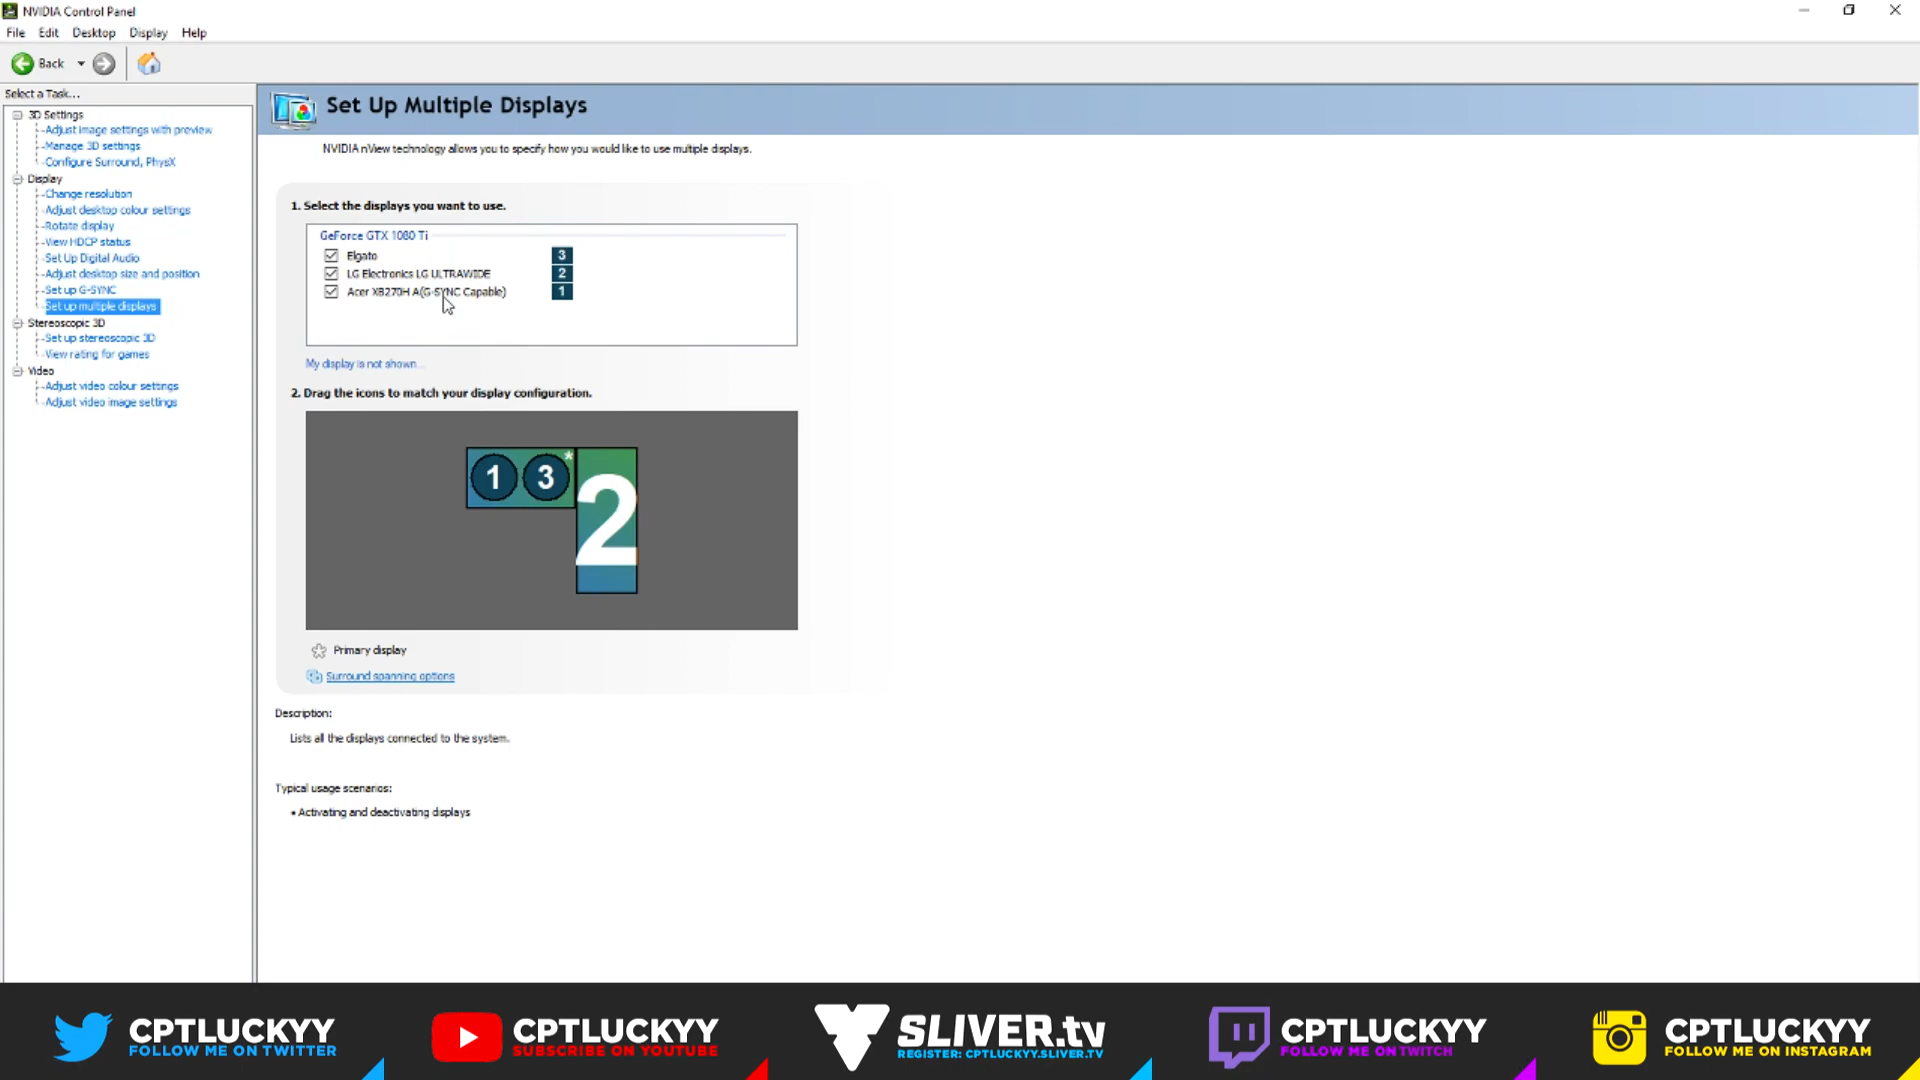 NVIDIA Control Panel
File Edit Desktop Display Help
Back
Select a Task...
3D Settings
Adjust image settings with preview
Manage 3D settings
Configure Surround, PhysX
Display
Change resolution
Adjust desktop colour settings
Rotate display
View HDCP status
Set Up Digital Audio
Adjust desktop size and position
Set up G-SYNC
Set up multiple displays
Stereoscopic 3D
Set up stereoscopic 3D
View rating for games
Video
Adjust video colour settings
Adjust video image settings
Set Up Multiple Displays
NVIDIA nView technology allows you to specify how you would like to use multiple displays.
1. Select the displays you want to use.
GeForce GTX 1080 Ti
Elgato 3
LG Electronics LG ULTRAWIDE 2
Acer XB270H A(G-SYNC Capable) 1
My display is not shown...
2. Drag the icons to match your display configuration.
1 3 * 2
Primary display
Surround spanning options
Description:
Lists all the displays connected to the system.
Typical usage scenarios:
• Activating and deactivating displays
CPTLUCKYY
FOLLOW ME ON TWITTER
CPTLUCKYY
SUBSCRIBE ON YOUTUBE
SLIVER.tv
REGISTER: CPTLUCKYY.SLIVER.TV
CPTLUCKYY
FOLLOW ME ON TWITCH
CPTLUCKYY
FOLLOW ME ON INSTAGRAM